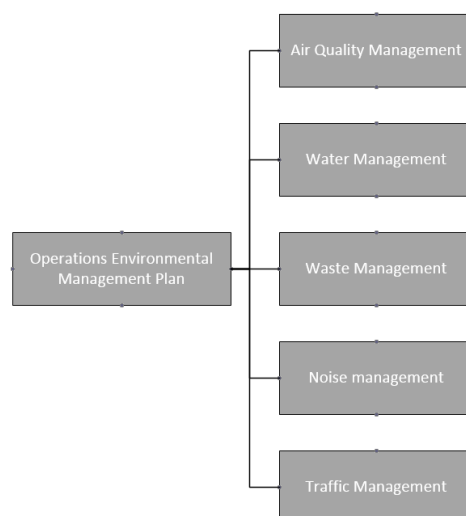 Air Quality Management
Water Management
Operations Environmental
Management Plan
Waste Management
Noise management
Traffic Management